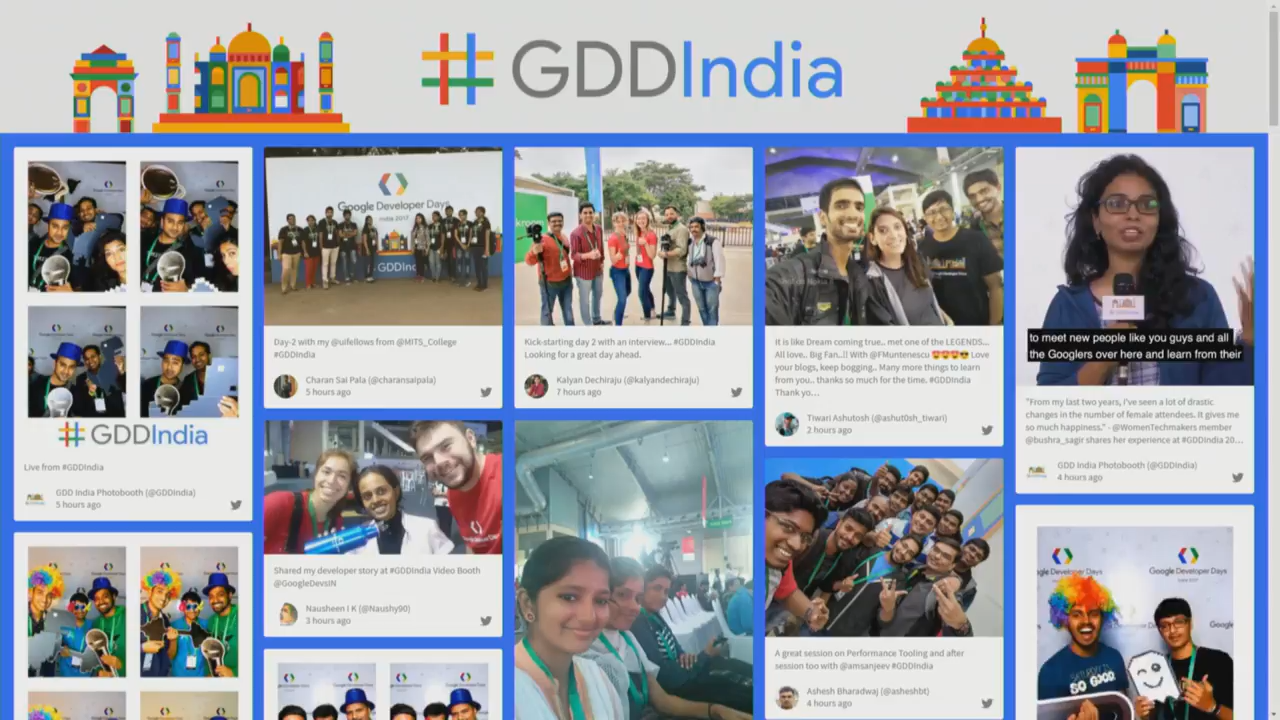 #GDDIndia
#GDDIndia
Live from #GDDIndia
GDD India Photobooth (@GDDIndia)
5 hours ago
Google Developer Days
India 2017
Day-2 with my @uifellows from @MITS_College
#GDDIndia
Charan Sai Pala (@charansaipala)
5 hours ago
Shared my developer story at #GDDIndia Video Booth
@GoogleDevsIN
Nausheen I K (@Naushy90)
3 hours ago
Kick-starting day 2 with an interview... #GDDIndia
Looking for a great day ahead.
Kalyan Dechiraju (@kalyandechiraju)
7 hours ago
It is like Dream coming true.. met one of the LEGENDS...
All love.. Big Fan..!! With @FMuntenescu 😍😍😍😎 Love
your blogs, keep bogging.. Many more things to learn
from you.. thanks so much for the time. #GDDIndia
Thank yo…
Tiwari Ashutosh (@ashut0sh_tiwari)
2 hours ago
A great session on Performance Tooling and after
session too with @amsanjeev #GDDIndia
Ashesh Bharadwaj (@asheshbt)
4 hours ago
to meet new people like you guys and all
the Googlers over here and learn from their
"From my last two years, I've seen a lot of drastic
changes in the number of female attendees. It gives me
so much happiness." - @WomenTechmakers member
@bushra_sagir shares her experience at #GDDIndia 20…
GDD India Photobooth (@GDDIndia)
4 hours ago
gle Developer Days
Google Developer Days
Google
SO GOOD